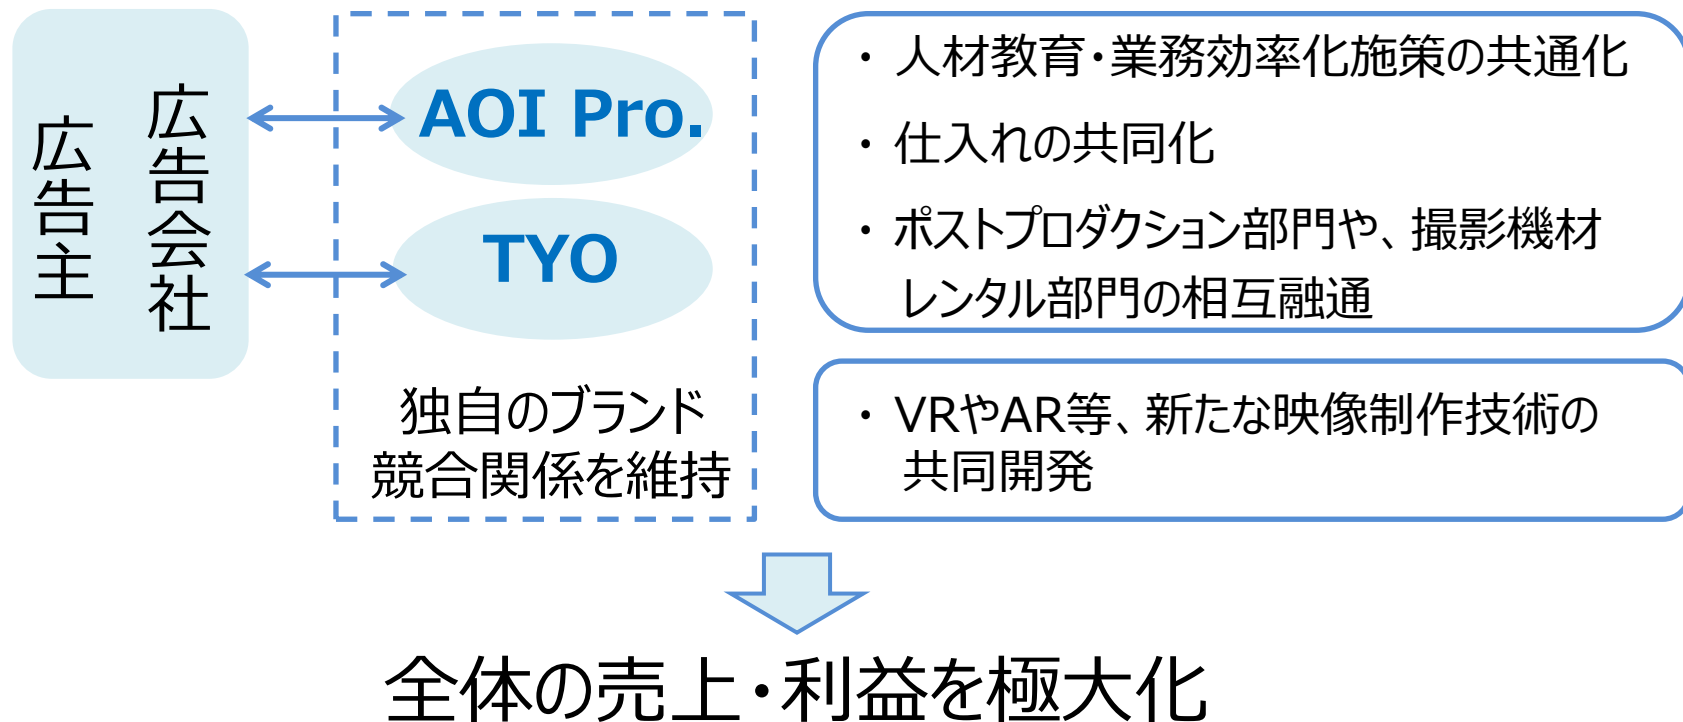 広告主
広告会社
AOI Pro.
TYO
独自のブランド
競合関係を維持
・ 人材教育・業務効率化施策の共通化
・ 仕入れの共同化
・ ポストプロダクション部門や、撮影機材
レンタル部門の相互融通
・ VRやAR等、新たな映像制作技術の
共同開発
全体の売上・利益を極大化